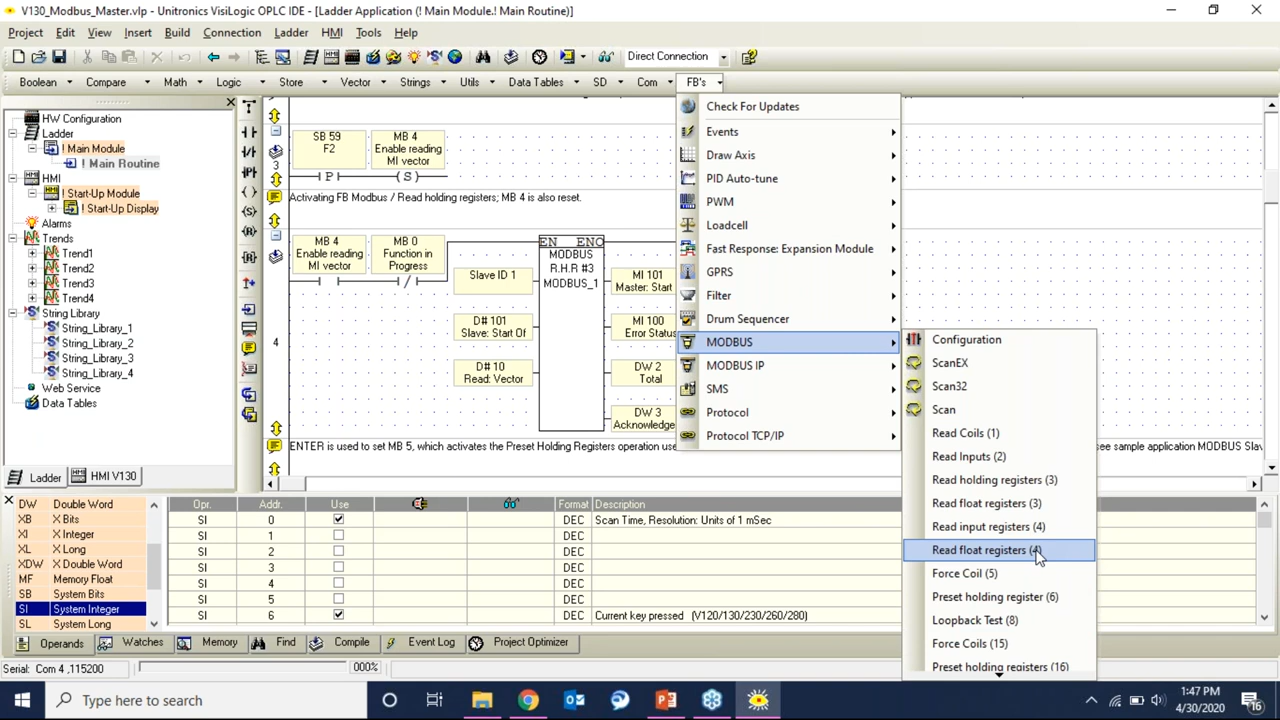 V130_Modbus_Master.vlp - Unitronics VisiLogic OPLC IDE - [Ladder Application (! Main Module.! Main Routine)]
Project Edit View Insert Build Connection Ladder HMI Tools Help
Direct Connection
Boolean Compare Math Logic Store Vector Strings Utils Data Tables SD Com FB's
HW Configuration
Ladder
! Main Module
! Main Routine
HMI
! Start-Up Module
! Start-Up Display
Alarms
Trends
Trend1
Trend2
Trend3
Trend4
String Library
String_Library_1
String_Library_2
String_Library_3
String_Library_4
Web Service
Data Tables
Ladder HMI V130
3
SB 59
F2
MB 4
Enable reading
MI vector
P
S
Activating FB Modbus / Read holding registers; MB 4 is also reset.
4
MB 4
Enable reading
MI vector
MB 0
Function in
Progress
EN ENO
MODBUS
R.H.R #3
MODBUS_1
Slave ID 1
D# 101
Slave: Start Of
D# 10
Read: Vector
MI 101
Master: Start
MI 100
Error Status
DW 2
Total
DW 3
Acknowledge
ENTER is used to set MB 5, which activates the Preset Holding Registers operation use
ee sample application MODBUS Slav
Check For Updates
Events
Draw Axis
PID Auto-tune
PWM
Loadcell
Fast Response: Expansion Module
GPRS
Filter
Drum Sequencer
MODBUS
MODBUS IP
SMS
Protocol
Protocol TCP/IP
Configuration
ScanEX
Scan32
Scan
Read Coils (1)
Read Inputs (2)
Read holding registers (3)
Read float registers (3)
Read input registers (4)
Read float registers (4)
Force Coil (5)
Preset holding register (6)
Loopback Test (8)
Force Coils (15)
Preset holding registers (16)
DW Double Word
XB X Bits
XI X Integer
XL X Long
XDW X Double Word
MF Memory Float
SB System Bits
SI System Integer
SL System Long
Opr. Addr. Use Format Description
SI 0 DEC Scan Time, Resolution: Units of 1 mSec
SI 1 DEC
SI 2 DEC
SI 3 DEC
SI 4 DEC
SI 5 DEC
SI 6 DEC Current key pressed (V120/130/230/260/280)
Operands Watches Memory Find Compile Event Log Project Optimizer
Serial: Com 4 ,115200 000%
Type here to search
1:47 PM
4/30/2020
16